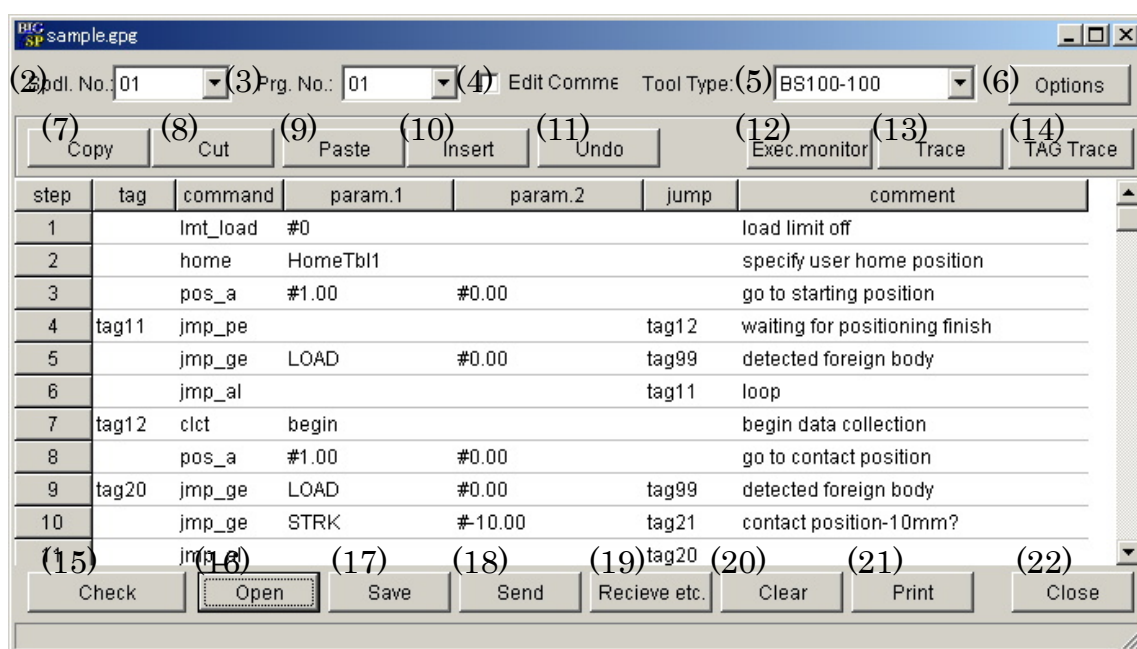 BIG SP sample.gpg
(2) Spdl. No.: 01 (3) Prg. No.: 01 (4) Edit Comme Tool Type: (5) BS100-100 (6) Options
(7) Copy (8) Cut (9) Paste (10) Insert (11) Undo (12) Exec.monitor (13) Trace (14) TAG Trace
step tag command param.1 param.2 jump comment
1 lmt_load #0 load limit off
2 home HomeTbl1 specify user home position
3 pos_a #1.00 #0.00 go to starting position
4 tag11 jmp_pe tag12 waiting for positioning finish
5 jmp_ge LOAD #0.00 tag99 detected foreign body
6 jmp_al tag11 loop
7 tag12 clct begin begin data collection
8 pos_a #1.00 #0.00 go to contact position
9 tag20 jmp_ge LOAD #0.00 tag99 detected foreign body
10 jmp_ge STRK #-10.00 tag21 contact position-10mm?
11 jmp_al tag20
(15) Check (16) Open (17) Save (18) Send (19) Recieve etc. (20) Clear (21) Print (22) Close